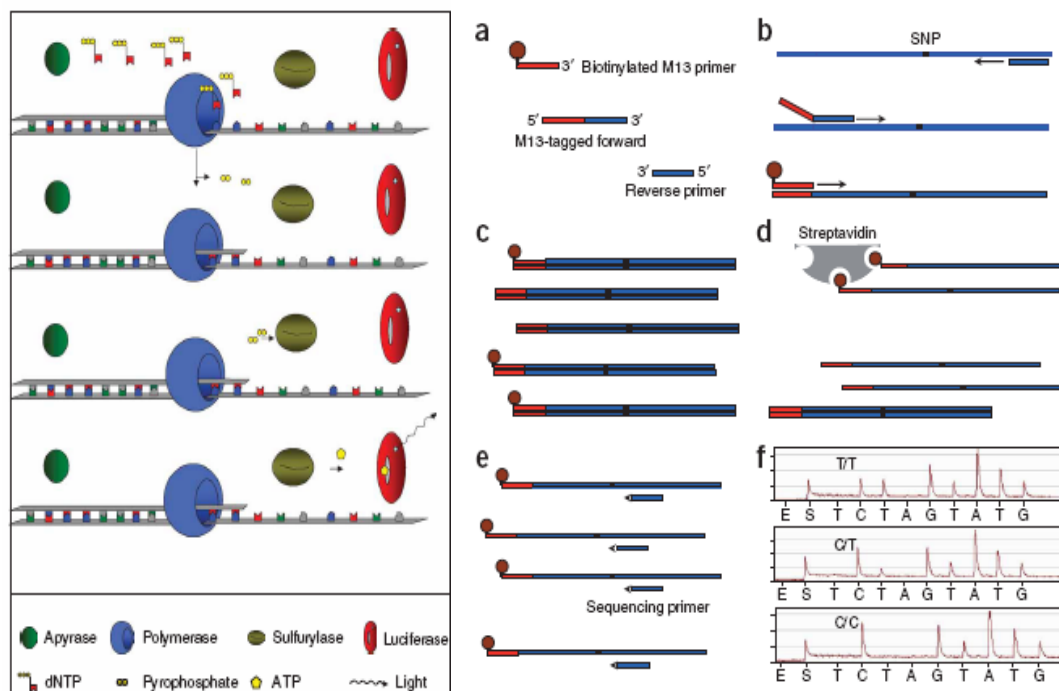 Apyrase
Polymerase
Sulfurylase
Luciferase
dNTP
Pyrophosphate
ATP
Light
a
3′ Biotinylated M13 primer
5′ 3′
M13-tagged forward
3′ 5′
Reverse primer
b
SNP
c
d
Streptavidin
e
Sequencing primer
f
T/T
E S T C T A G T A T G
C/T
E S T C T A G T A T G
C/C
E S T C T A G T A T G